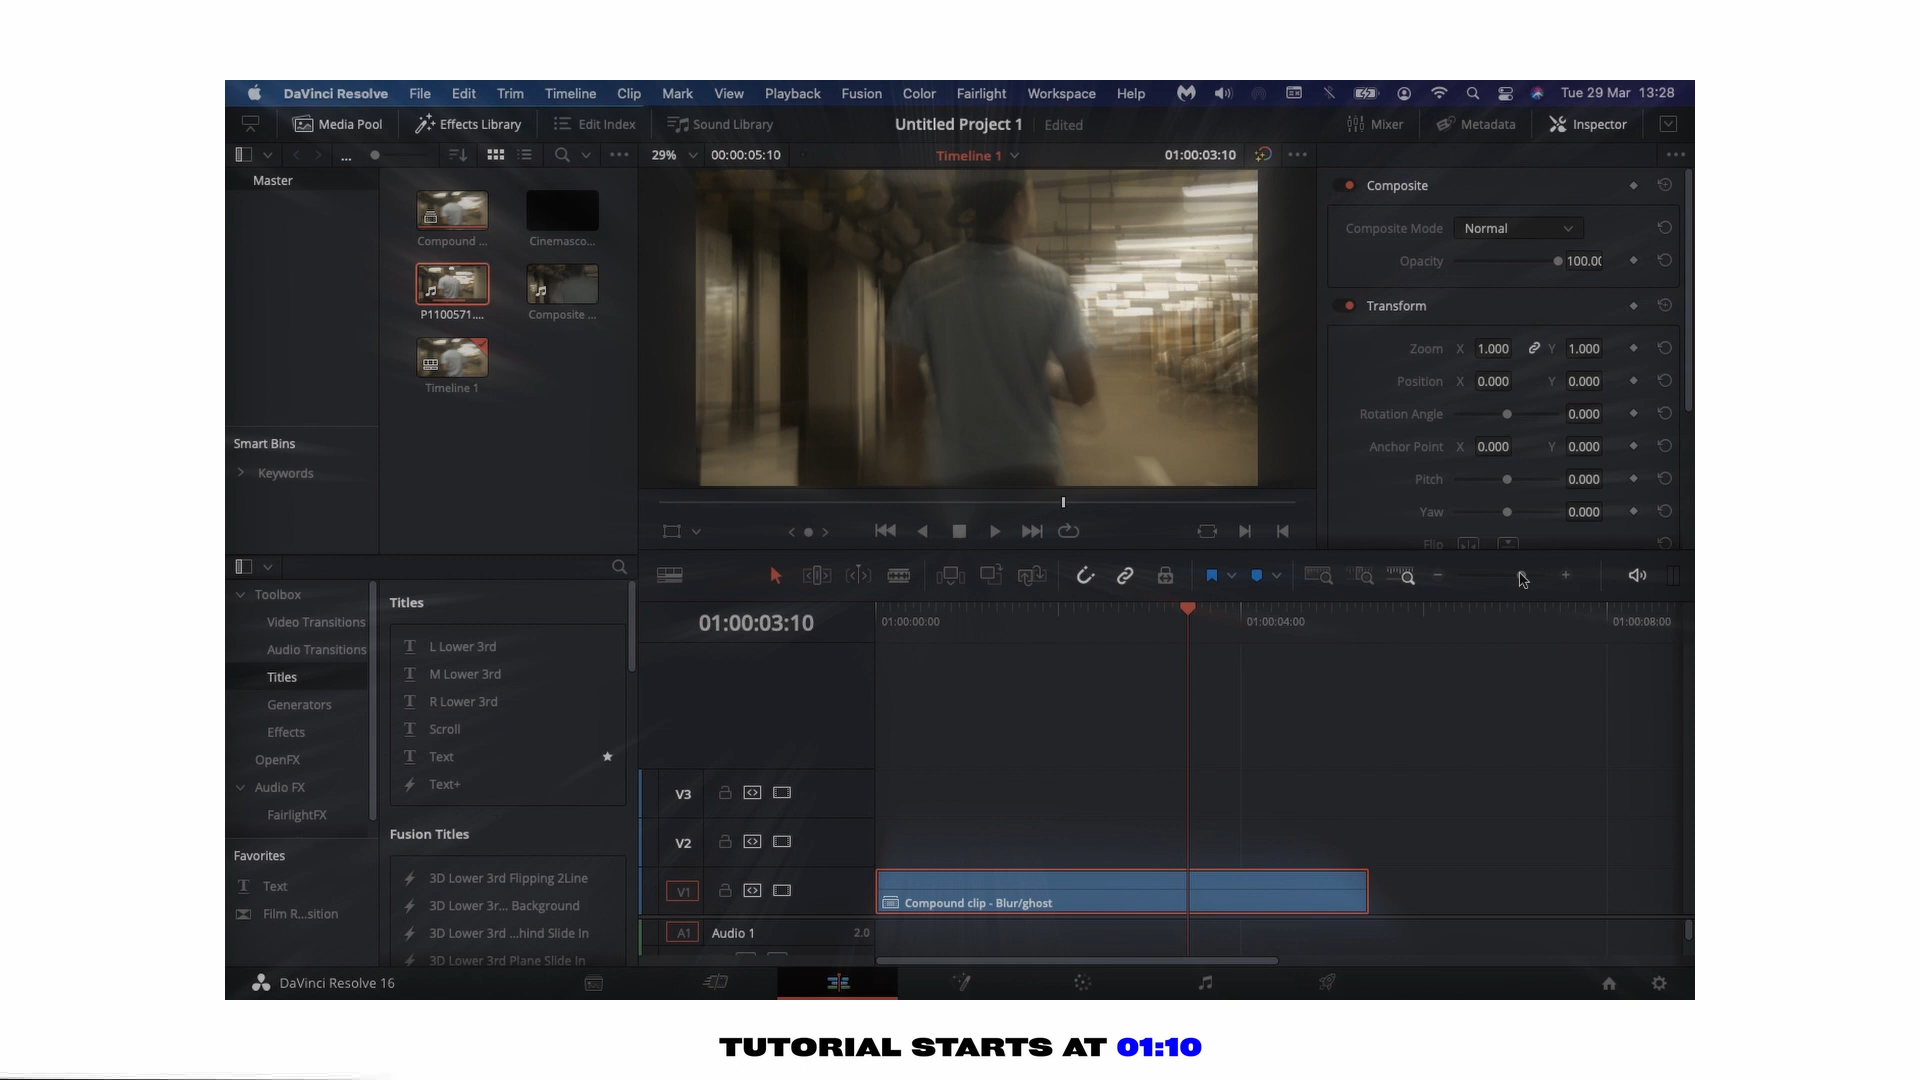 DaVinci Resolve File Edit Trim Timeline Clip Mark View Playback Fusion Color Fairlight Workspace Help Tue 29 Mar 13:28
Media Pool Effects Library Edit Index Sound Library Untitled Project 1 Edited Mixer Metadata Inspector
... 29% 00:00:05:10 Timeline 1 01:00:03:10
Master
Compound ... Cinemasco...
P1100571.... Composite ...
Timeline 1
Smart Bins
Keywords
Composite
Composite Mode Normal
Opacity 100.00
Transform
Zoom X 1.000 Y 1.000
Position X 0.000 Y 0.000
Rotation Angle 0.000
Anchor Point X 0.000 Y 0.000
Pitch 0.000
Yaw 0.000
Flip
Toolbox
Video Transitions
Audio Transitions
Titles
Generators
Effects
OpenFX
Audio FX
FairlightFX
Favorites
Text
Film R...sition
Titles
L Lower 3rd
M Lower 3rd
R Lower 3rd
Scroll
Text
Text+
Fusion Titles
3D Lower 3rd Flipping 2Line
3D Lower 3r... Background
3D Lower 3rd ...hind Slide In
3D Lower 3rd Plane Slide In
01:00:03:10 01:00:00:00 01:00:04:00 01:00:08:00
V3
V2
V1 Compound clip - Blur/ghost
A1 Audio 1 2.0
DaVinci Resolve 16
TUTORIAL STARTS AT 01:10